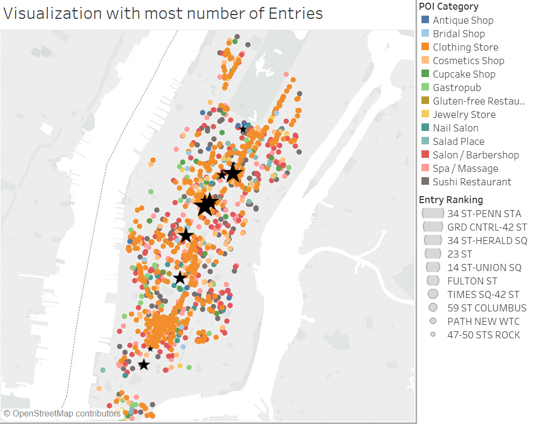 Visualization with most number of Entries
POI Category
Antique Shop
Bridal Shop
Clothing Store
Cosmetics Shop
Cupcake Shop
Gastropub
Gluten-free Restau..
Jewelry Store
Nail Salon
Salad Place
Salon / Barbershop
Spa / Massage
Sushi Restaurant
Entry Ranking
34 ST-PENN STA
GRD CNTRL-42 ST
34 ST-HERALD SQ
23 ST
14 ST-UNION SQ
FULTON ST
TIMES SQ-42 ST
59 ST COLUMBUS
PATH NEW WTC
47-50 STS ROCK
© OpenStreetMap contributors